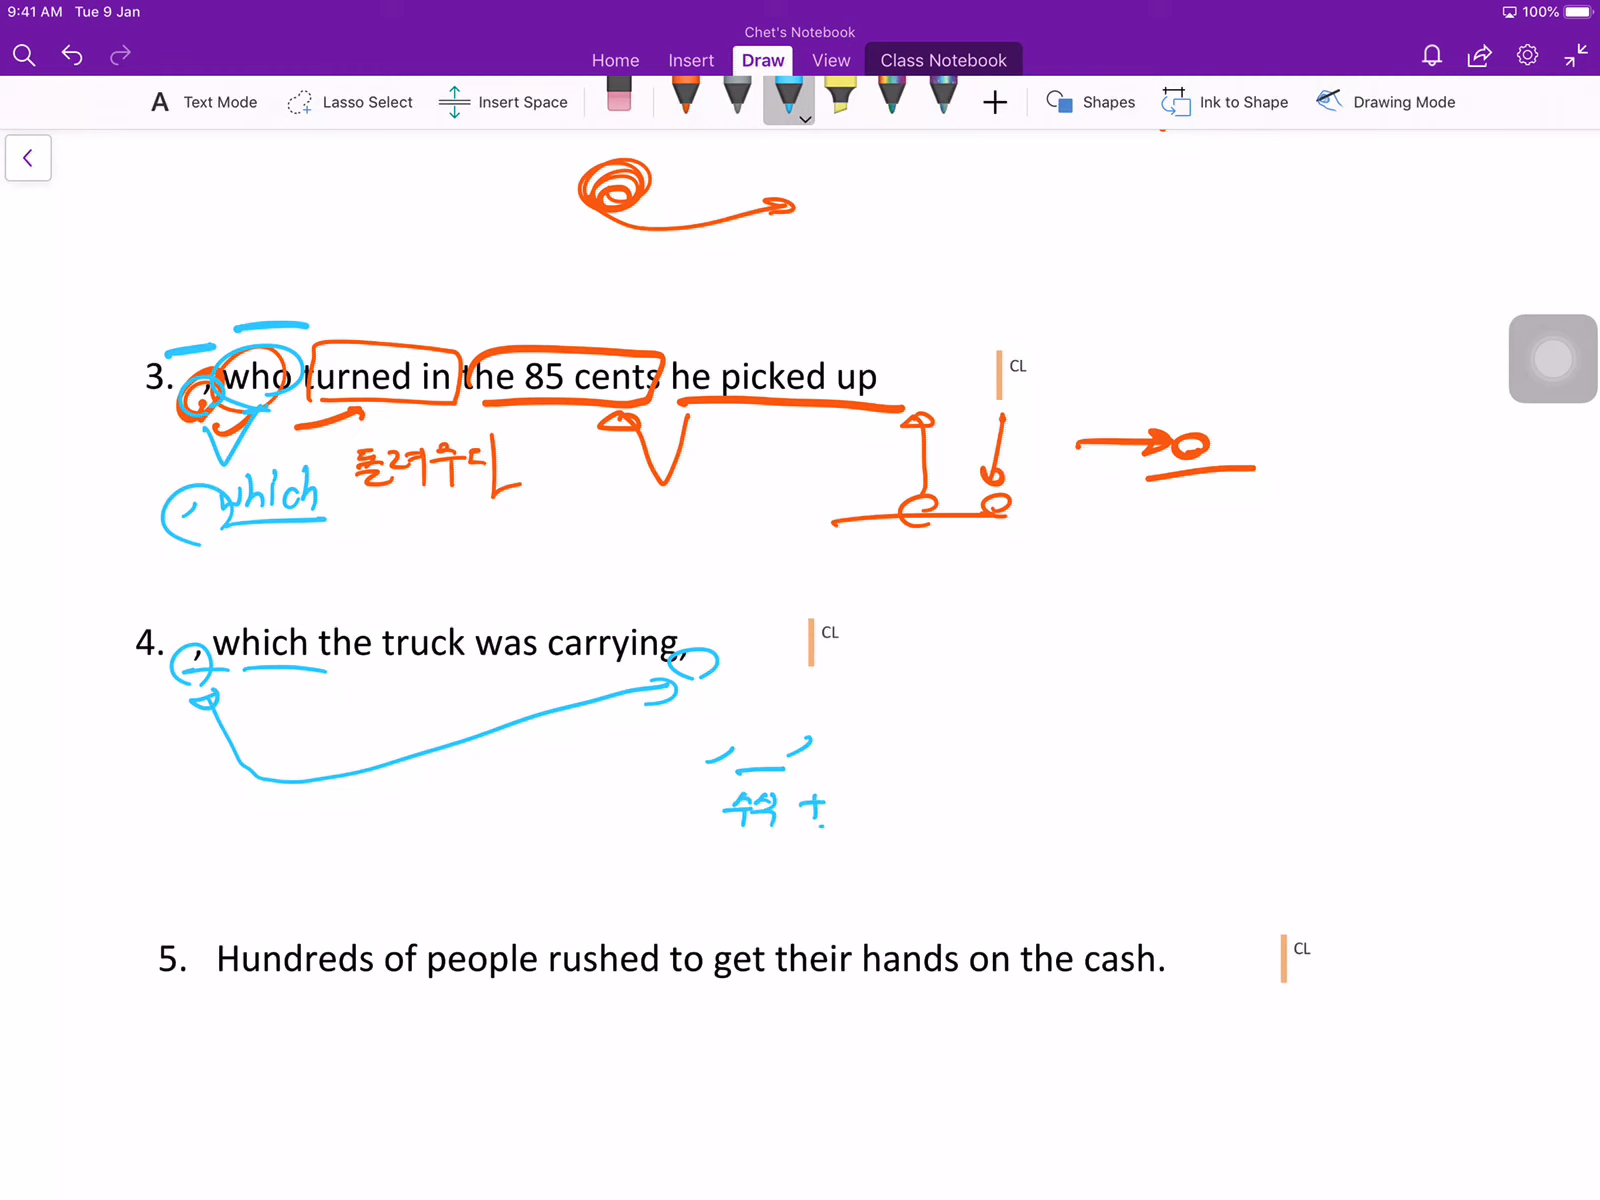 9:41 AM Tue 9 Jan
100%
Chet's Notebook
Home Insert Draw View Class Notebook
Text Mode Lasso Select Insert Space Shapes Ink to Shape Drawing Mode
3. , who turned in the 85 cents he picked up
CL
돌려주다
, which
4. , which the truck was carrying,
CL
, ,
수식 +
5. Hundreds of people rushed to get their hands on the cash.
CL